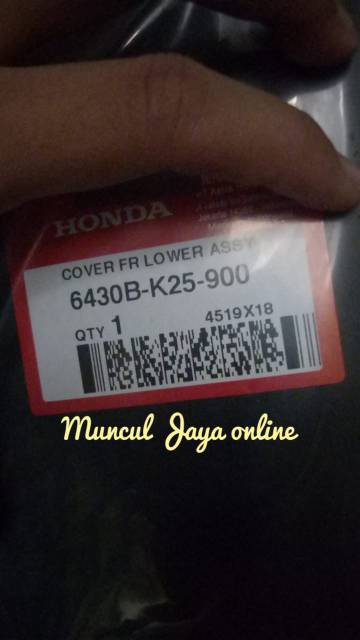 HONDA
COVER FR LOWER ASSY
6430B-K25-900
QTY 1 4519X18
Muncul Jaya online